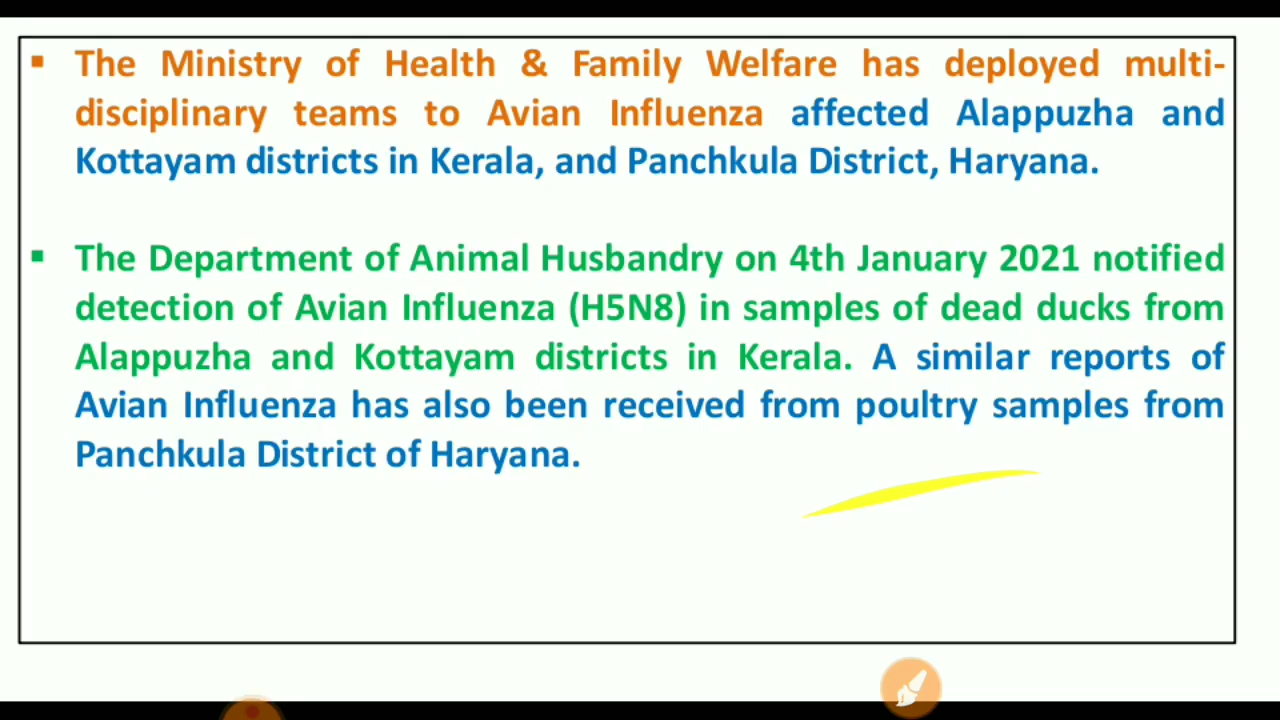 ▪ The Ministry of Health & Family Welfare has deployed multi-
disciplinary teams to Avian Influenza affected Alappuzha and
Kottayam districts in Kerala, and Panchkula District, Haryana.
▪ The Department of Animal Husbandry on 4th January 2021 notified
detection of Avian Influenza (H5N8) in samples of dead ducks from
Alappuzha and Kottayam districts in Kerala. A similar reports of
Avian Influenza has also been received from poultry samples from
Panchkula District of Haryana.